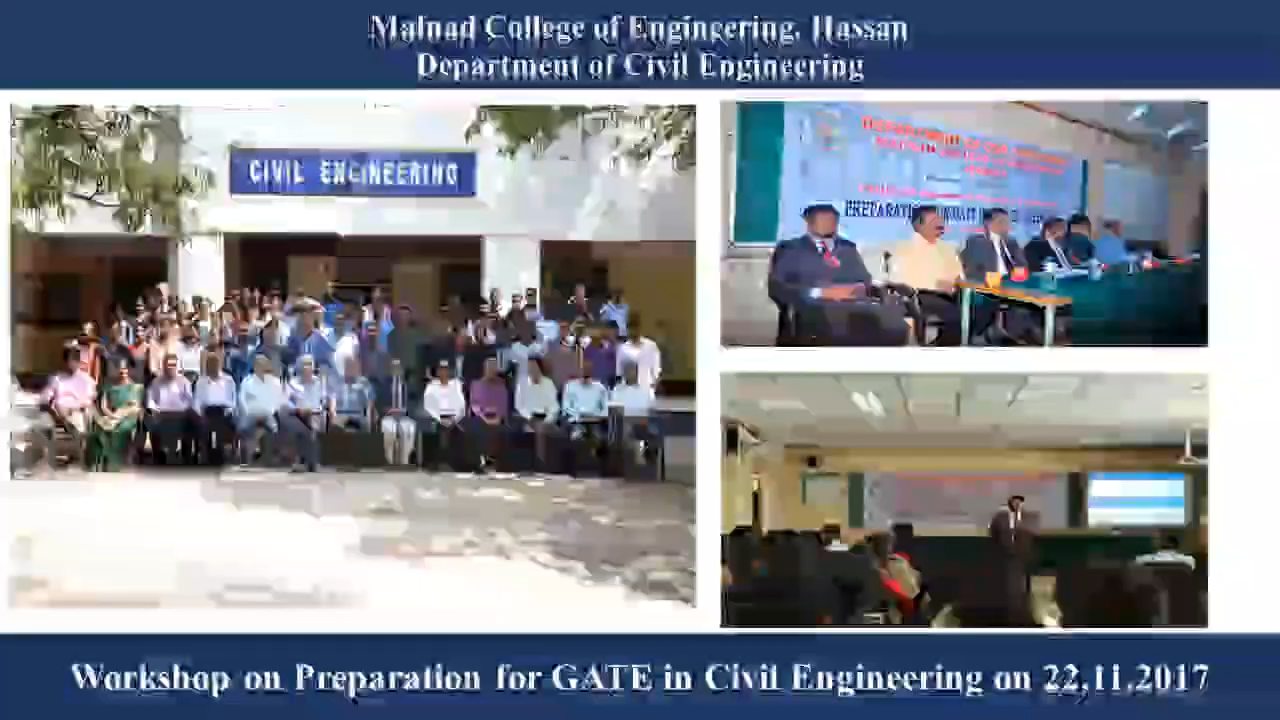 Malnad College of Engineering, Hassan
Department of Civil Engineering
CIVIL ENGINEERING
Workshop on Preparation for GATE in Civil Engineering on 22.11.2017